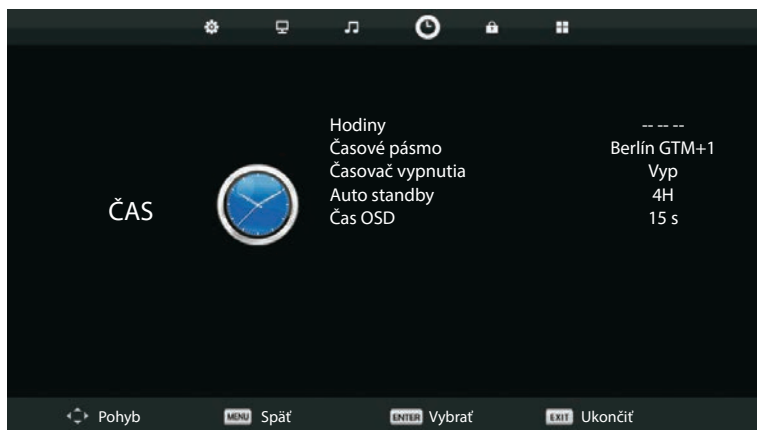 Hodiny -- -- --
Časové pásmo Berlín GTM+1
Časovač vypnutia Vyp
Auto standby 4H
ČAS
Čas OSD 15 s
Pohyb MENU Späť ENTER Vybrať EXIT Ukončiť